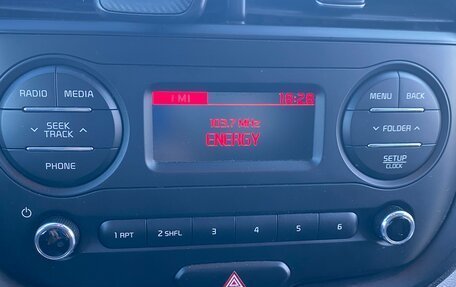 FM1 16:28
RADIO MEDIA
103.7 MHz
MENU BACK
SEEK
TRACK
ENERGY
FOLDER
PHONE
SETUP
CLOCK
1 RPT 2 SHFL 3 4 5 6